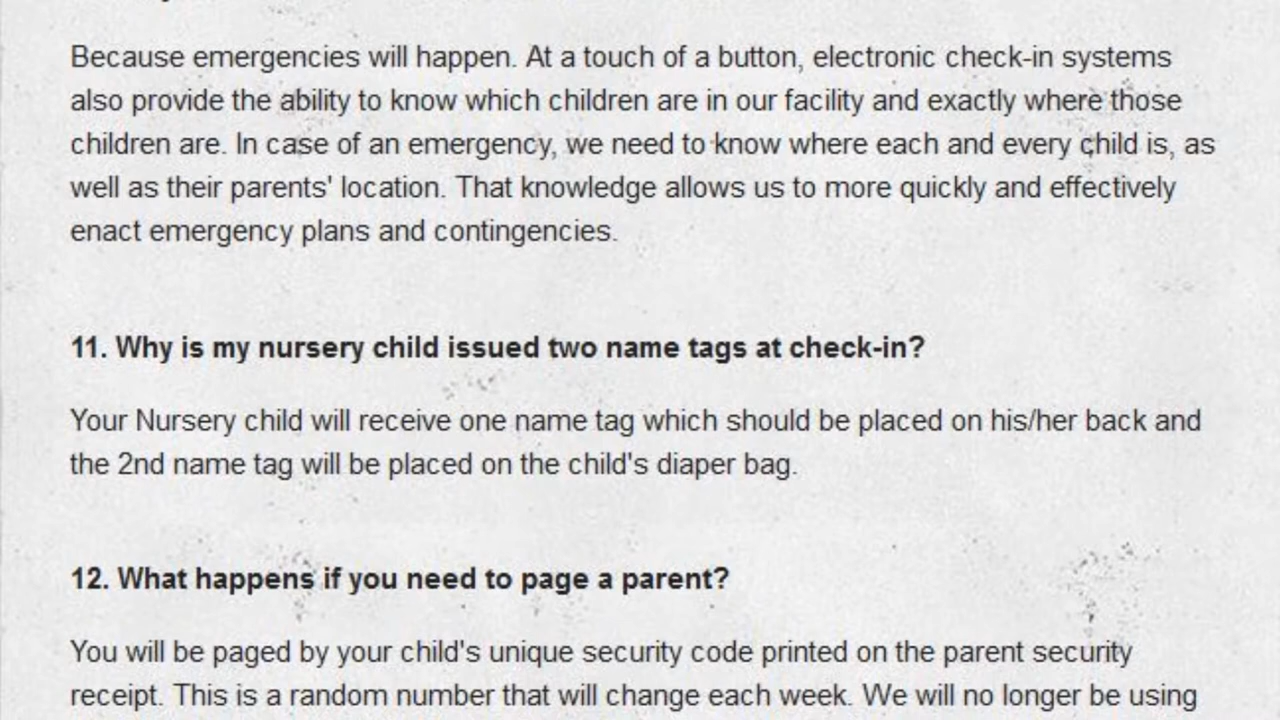 Because emergencies will happen. At a touch of a button, electronic check-in systems
also provide the ability to know which children are in our facility and exactly where those
children are. In case of an emergency, we need to know where each and every child is, as
well as their parents' location. That knowledge allows us to more quickly and effectively
enact emergency plans and contingencies.
11. Why is my nursery child issued two name tags at check-in?
Your Nursery child will receive one name tag which should be placed on his/her back and
the 2nd name tag will be placed on the child's diaper bag.
12. What happens if you need to page a parent?
You will be paged by your child's unique security code printed on the parent security
receipt. This is a random number that will change each week. We will no longer be using